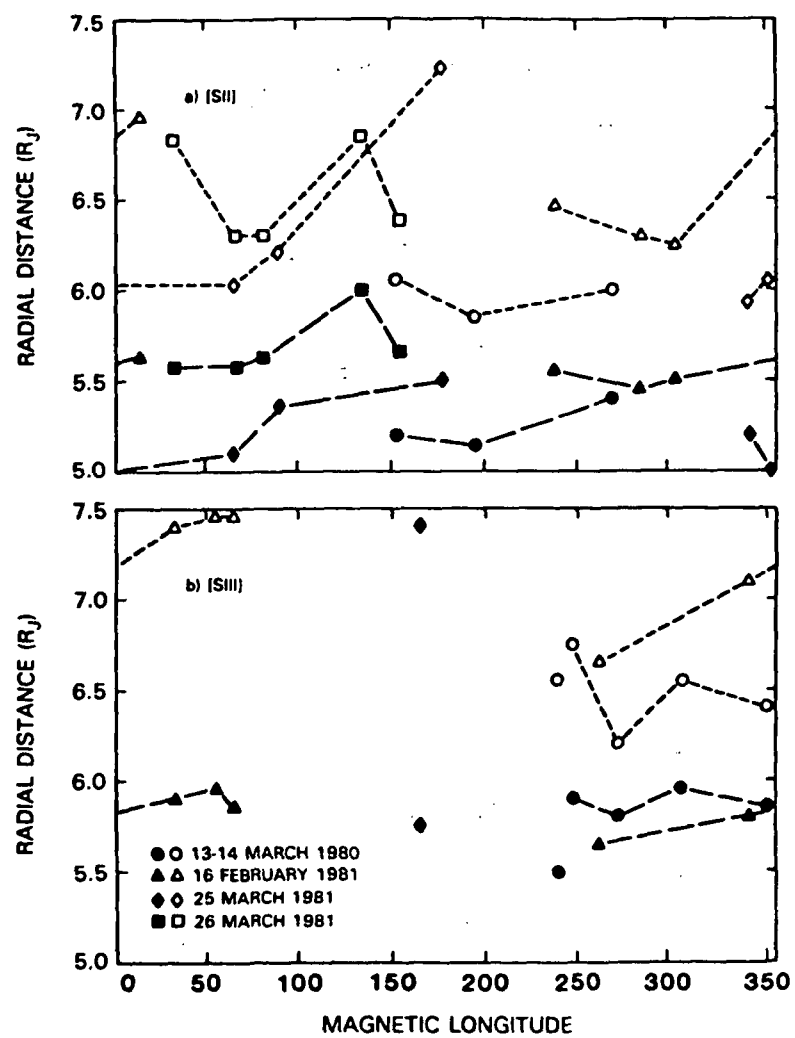 7.5
a) [SII]
7.0
6.5
6.0
5.5
5.0
RADIAL DISTANCE (RJ)
7.5
b) [SIII]
7.0
6.5
6.0
5.5
5.0
RADIAL DISTANCE (RJ)
13-14 MARCH 1980
16 FEBRUARY 1981
25 MARCH 1981
26 MARCH 1981
0 50 100 150 200 250 300 350
MAGNETIC LONGITUDE